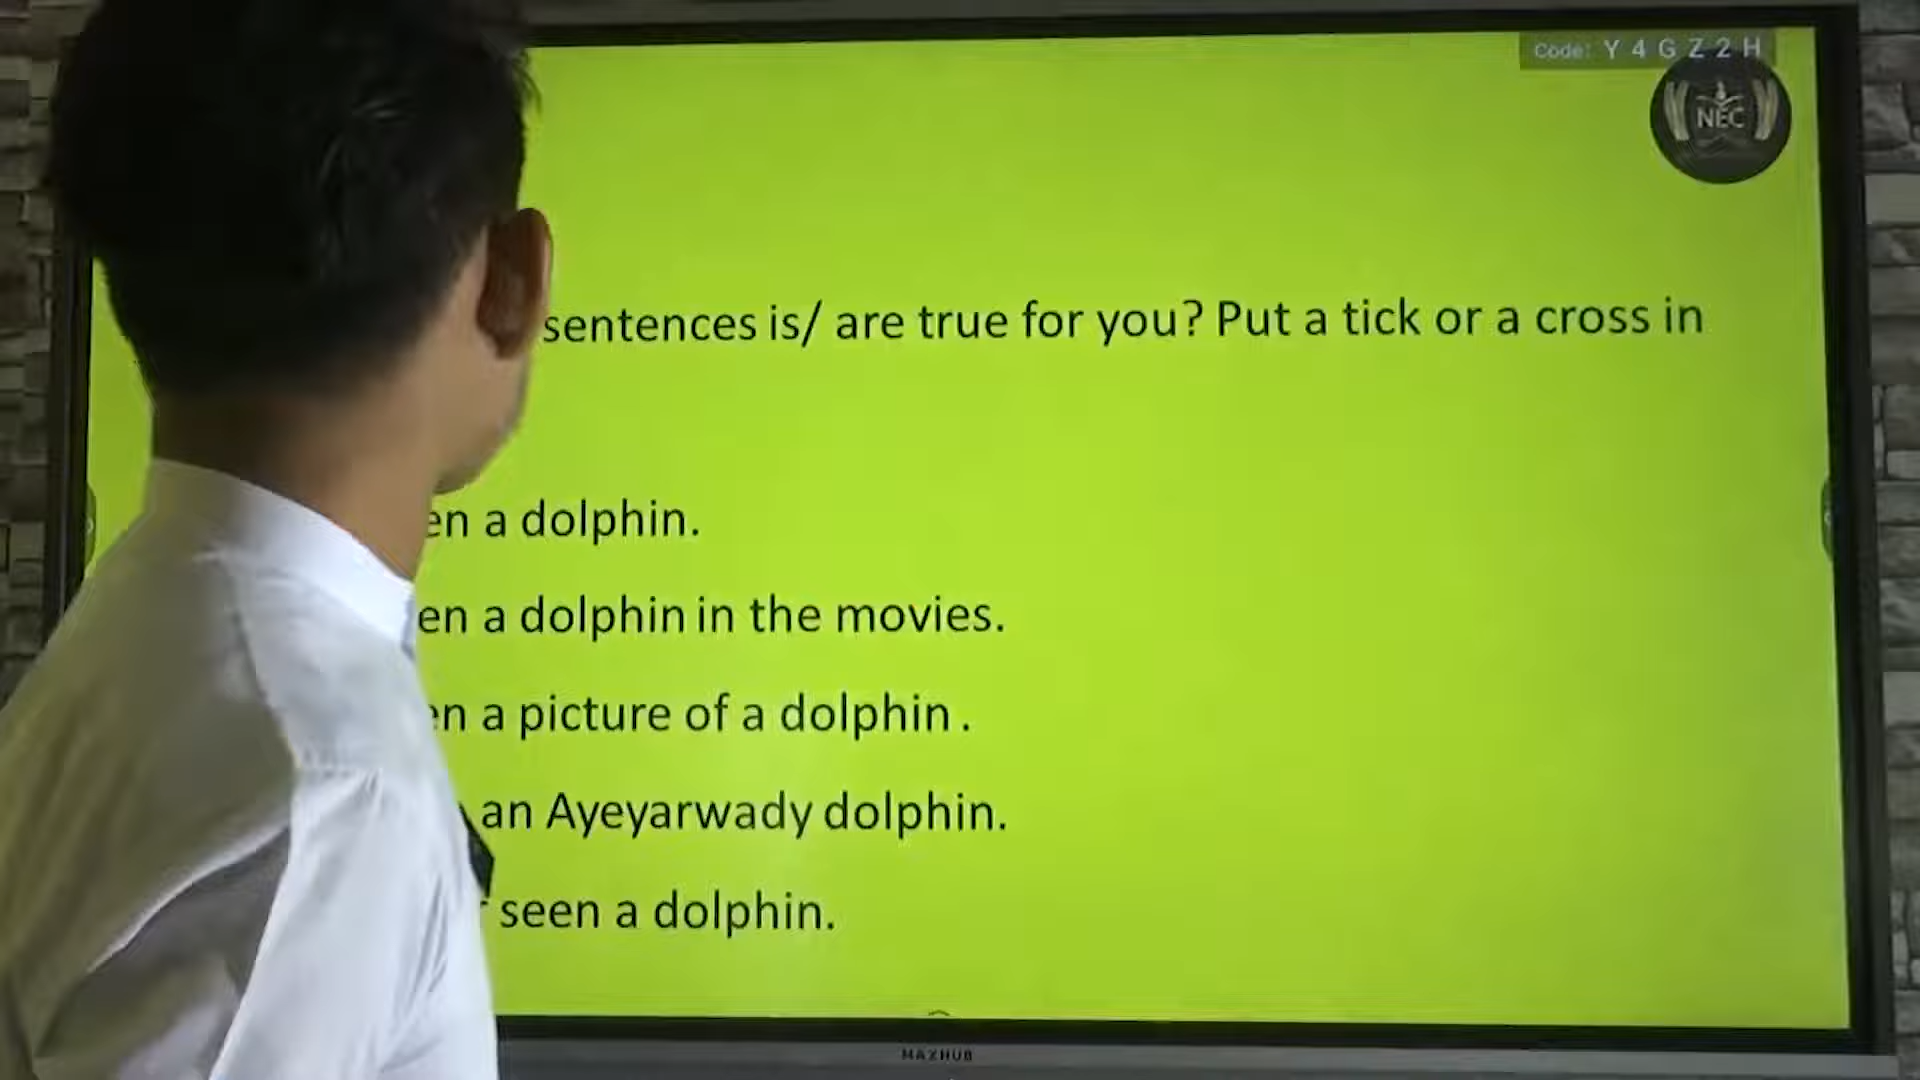 Code: Y 4 G Z 2 H
NEC
sentences is/ are true for you? Put a tick or a cross in
en a dolphin.
en a dolphin in the movies.
en a picture of a dolphin .
an Ayeyarwady dolphin.
seen a dolphin.
MAXHUB